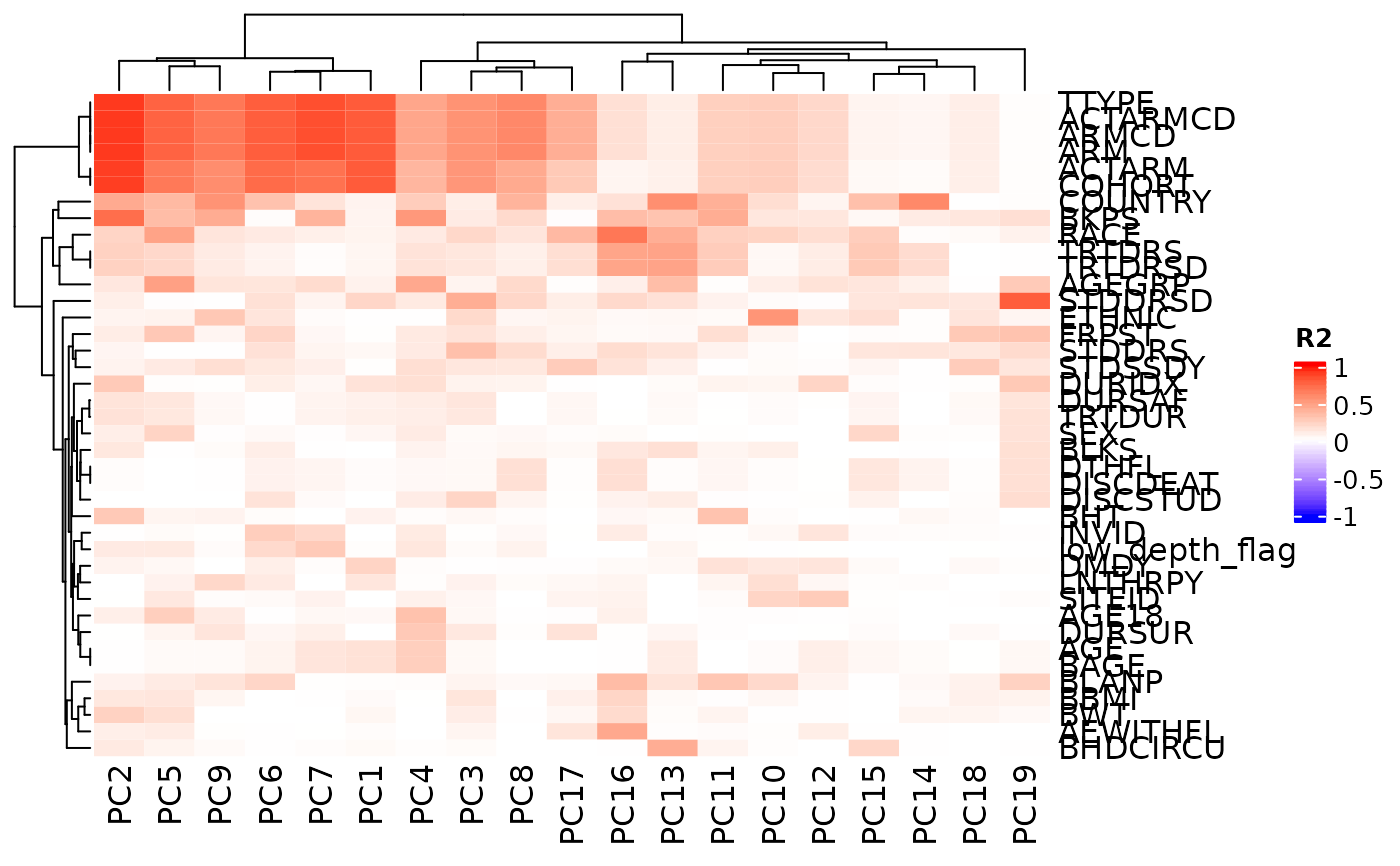 TTYPE
ACTARMCD
ARMCD
ARM
ACTARM
COHORT
COUNTRY
BKPS
RACE
TRTDRS
TRTDRSD
AGEGRP
STDDRSD
ETHNIC
ERPST
STDDRS
STDSSDY
DURIDX
DURSAF
TRTDUR
SEX
BLKS
DTHFL
DISCDEAT
DISCSTUD
BHT
INVID
low_depth_flag
DMDY
LNTHRPY
SITEID
AGE18
DURSUR
AGE
BAGE
BLANP
BBMI
BWT
AEWITHFL
BHDCIRCU
R2
1
0.5
0
-0.5
-1
PC2 PC5 PC9 PC6 PC7 PC1 PC4 PC3 PC8 PC17 PC16 PC13 PC11 PC10 PC12 PC15 PC14 PC18 PC19